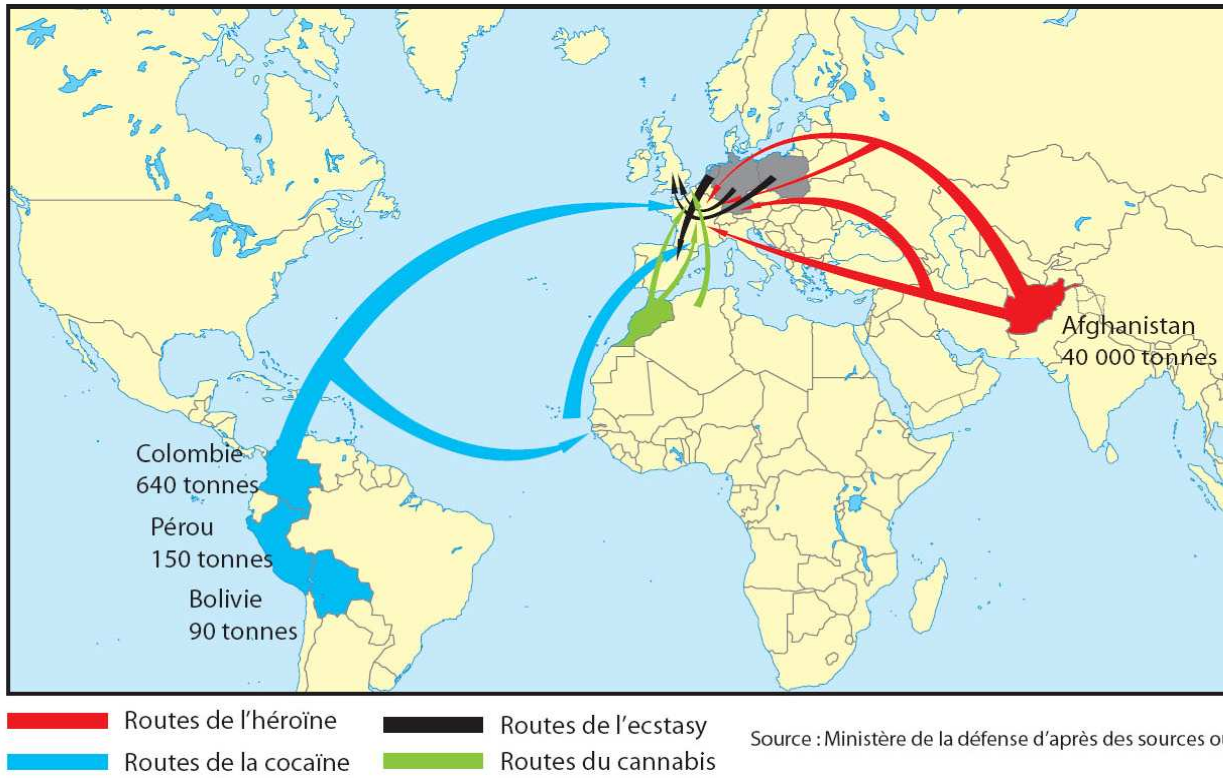 Afghanistan
40 000 tonnes
Colombie
640 tonnes
Pérou
150 tonnes
Bolivie
90 tonnes
Routes de l'héroïne
Routes de l'ecstasy
Routes de la cocaïne
Routes du cannabis
Source : Ministère de la défense d'après des sources